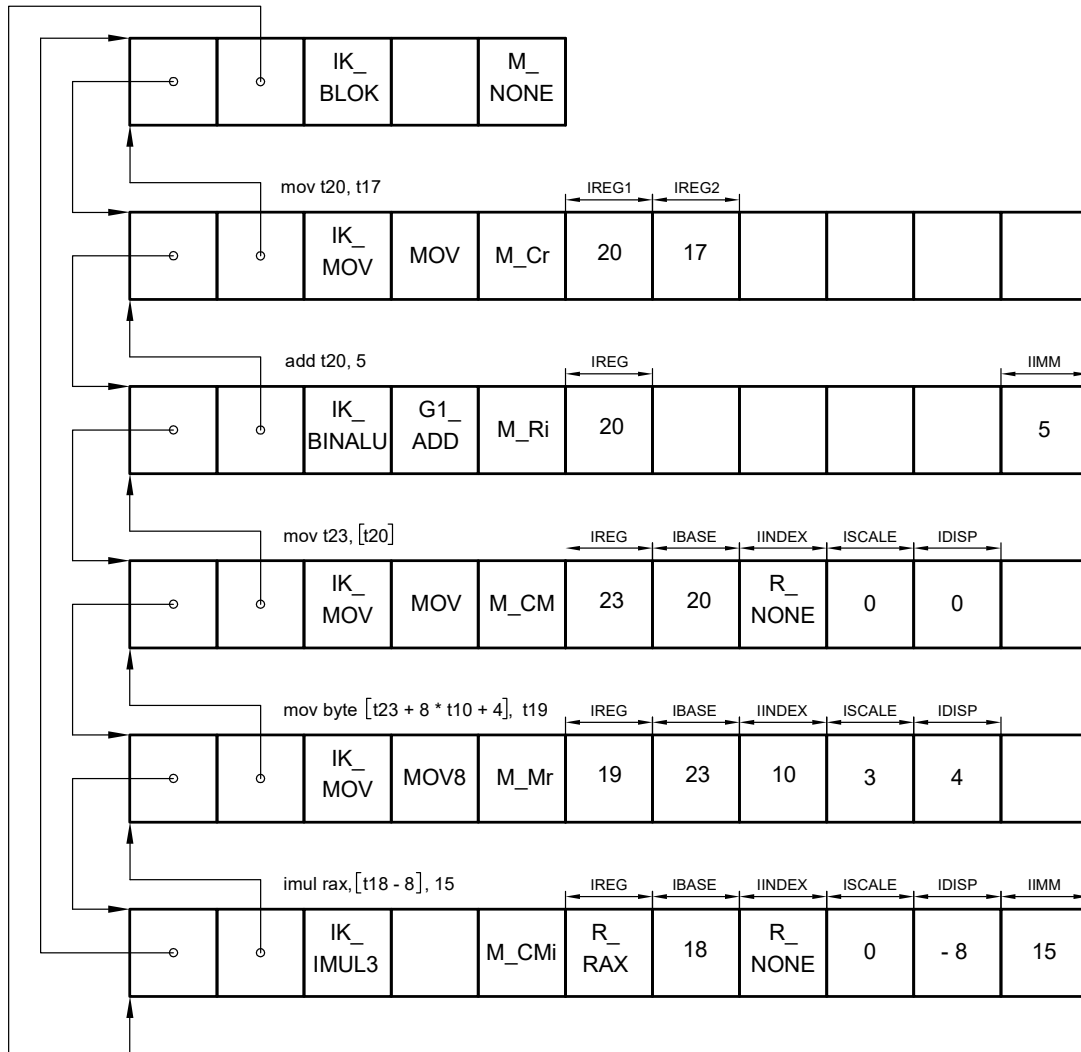 IK_ M_
BLOK NONE
mov t20, t17 IREG1 IREG2
IK_
MOV MOV M_Cr 20 17
add t20, 5 IREG IIMM
IK_ G1_
BINALU ADD M_Ri 20 5
mov t23, [t20] IREG IBASE IINDEX ISCALE IDISP
IK_ R_
MOV MOV M_CM 23 20 NONE 0 0
mov byte [t23 + 8 * t10 + 4], t19 IREG IBASE IINDEX ISCALE IDISP
IK_
MOV MOV8 M_Mr 19 23 10 3 4
imul rax, [t18 - 8], 15 IREG IBASE IINDEX ISCALE IDISP IIMM
IK_ R_ R_
IMUL3 M_CMi RAX 18 NONE 0 - 8 15